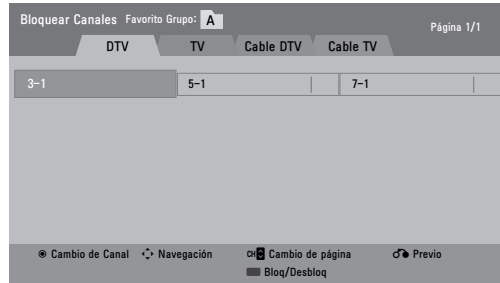 Bloquear Canales Favorito Grupo: A Página 1/1
DTV TV Cable DTV Cable TV
3-1 5-1 7-1
Cambio de Canal Navegación CH Cambio de página Previo
Bloq/Desbloq